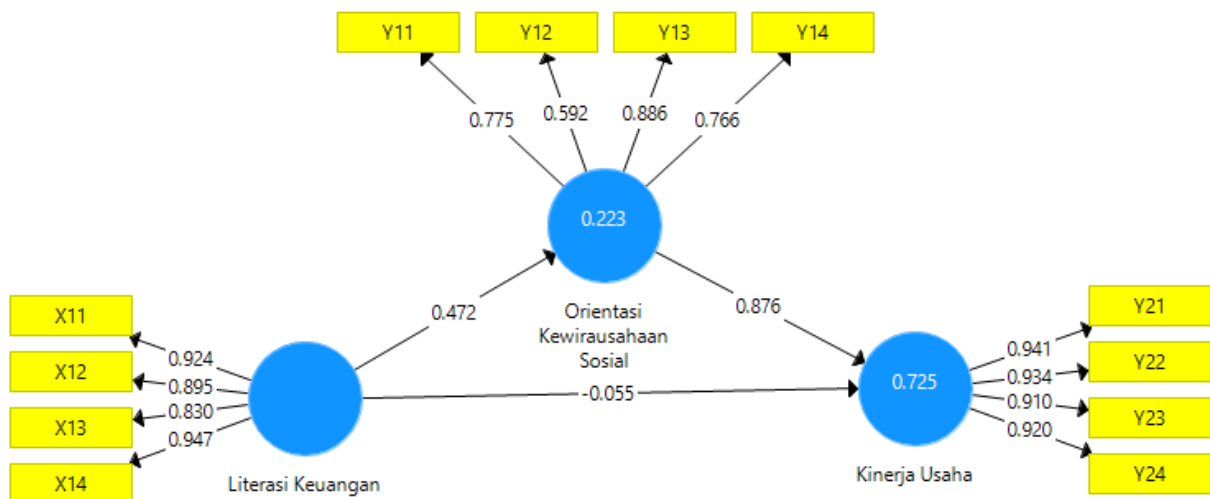 Y11
Y12
Y13
Y14
0.775
0.592
0.886
0.766
0.223
Orientasi
Kewirausahaan
Sosial
0.472
0.876
-0.055
X11
X12
X13
X14
0.924
0.895
0.830
0.947
Literasi Keuangan
0.725
Kinerja Usaha
0.941
0.934
0.910
0.920
Y21
Y22
Y23
Y24